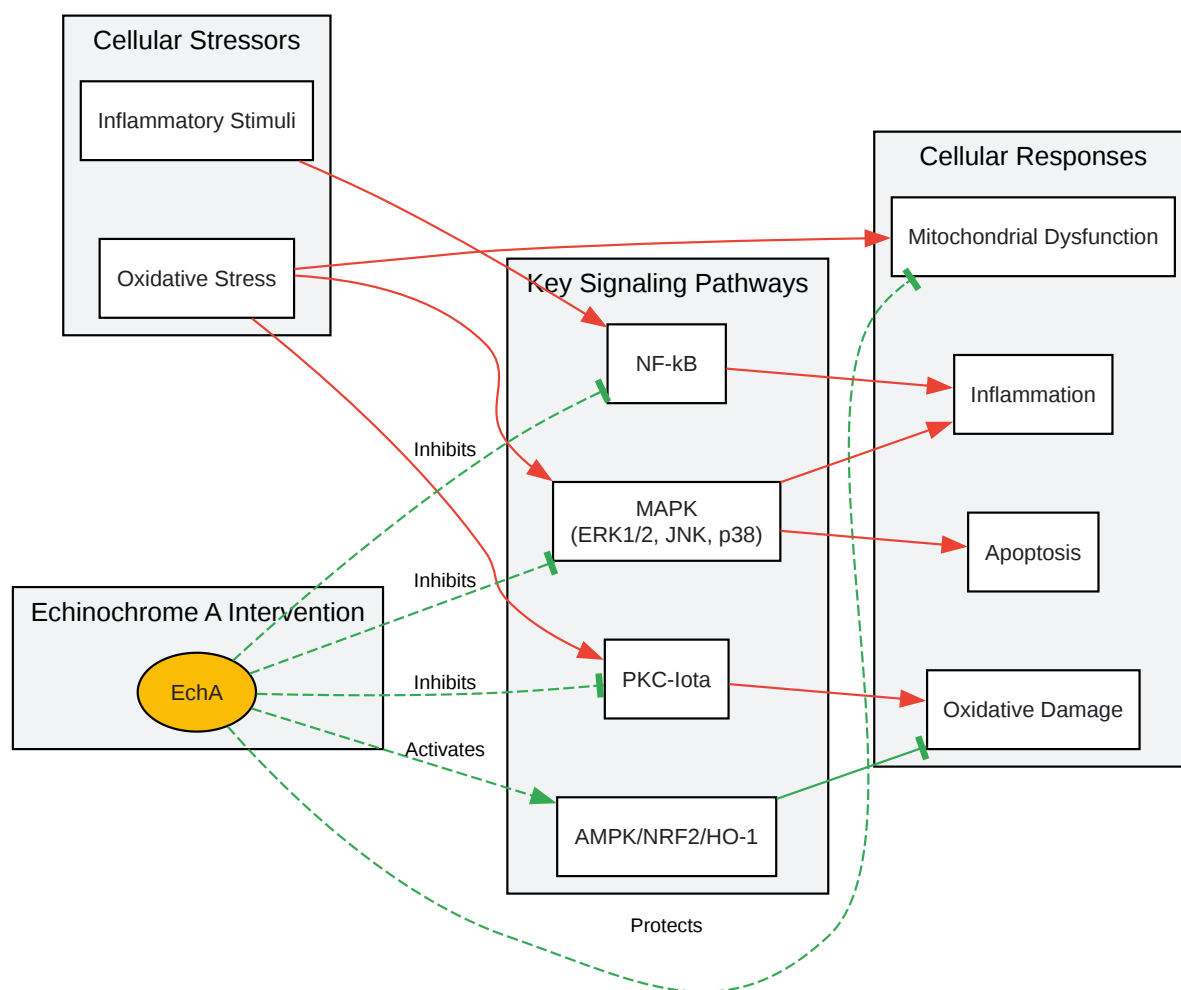 Cellular Stressors
Inflammatory Stimuli
Oxidative Stress
Echinochrome A Intervention
EchA
Inhibits
Inhibits
Inhibits
Activates
Protects
Key Signaling Pathways
NF-kB
MAPK
(ERK1/2, JNK, p38)
PKC-Iota
AMPK/NRF2/HO-1
Cellular Responses
Mitochondrial Dysfunction
Inflammation
Apoptosis
Oxidative Damage